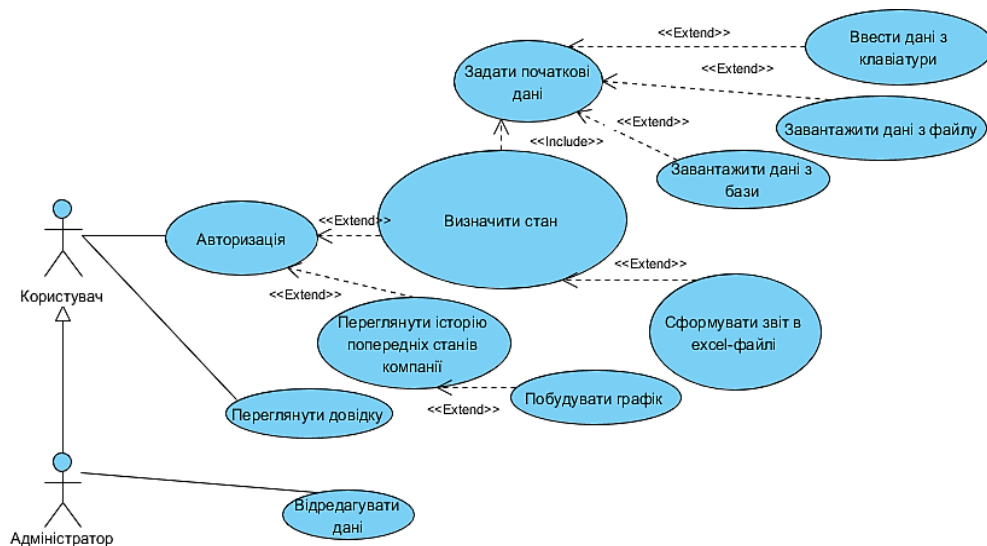 <<Extend>>
Ввести дані з
клавіатури
Задати початкові
дані
<<Extend>>
Завантажити дані з файлу
<<Extend>>
<<Include>>
Завантажити дані з
бази
Визначити стан
<<Extend>>
Авторизація
Користувач
<<Extend>>
<<Extend>>
Переглянути історію
попередніх станів
компанії
Сформувати звіт в
excel-файлі
Побудувати графік
<<Extend>>
Переглянути довідку
Відредагувати
дані
Адміністратор